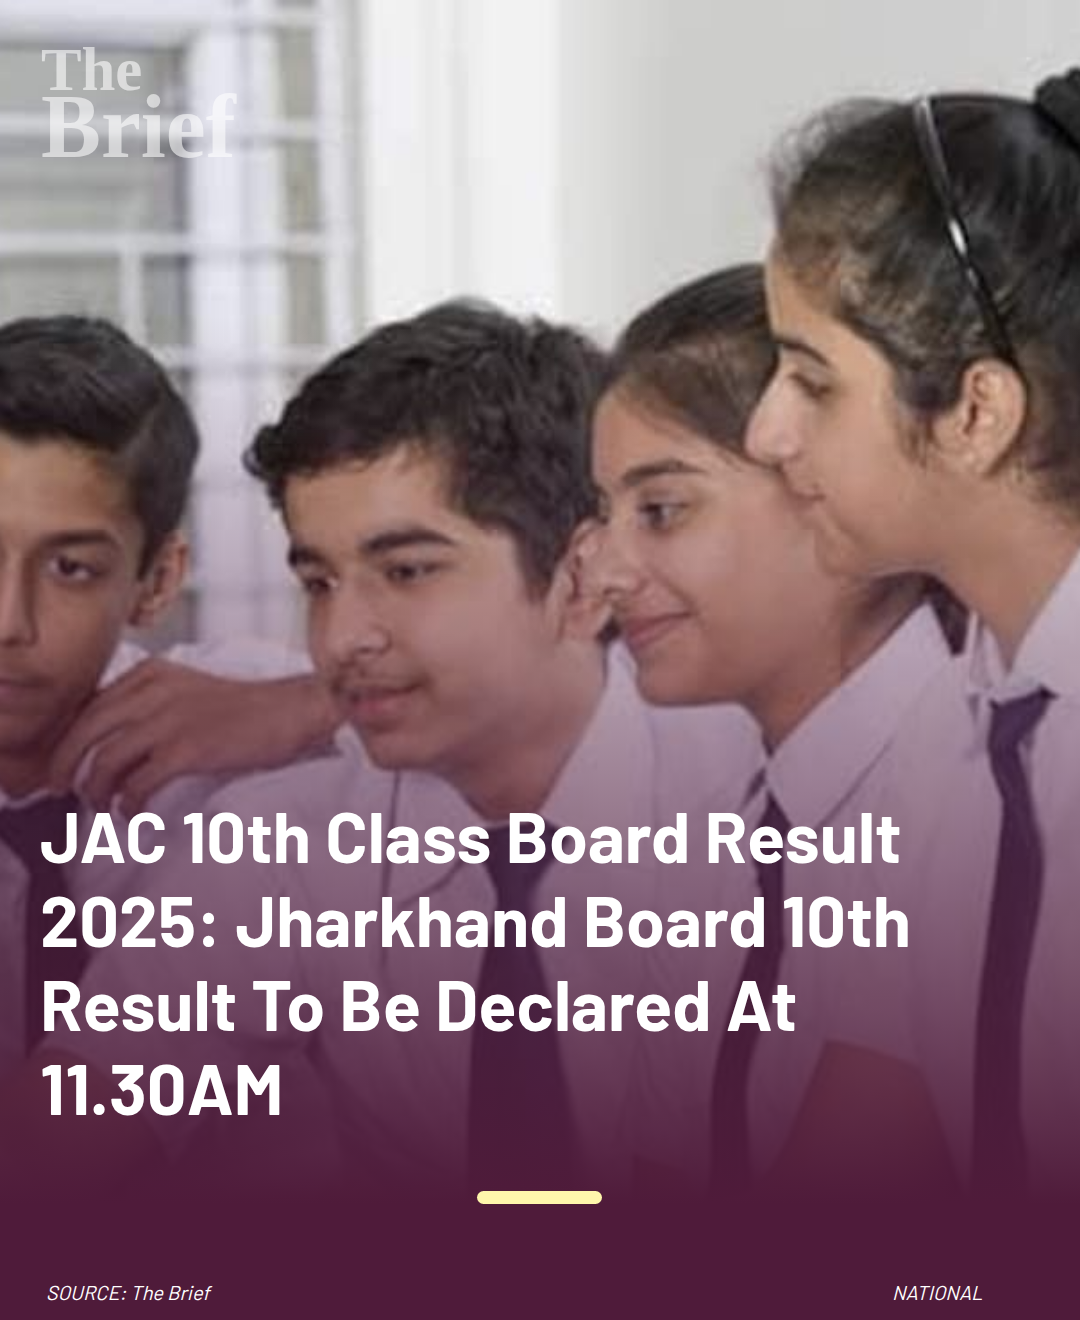 The
Brief
JAC 10th Class Board Result
2025: Jharkhand Board 10th
Result To Be Declared At
11.30AM
SOURCE: The Brief
NATIONAL